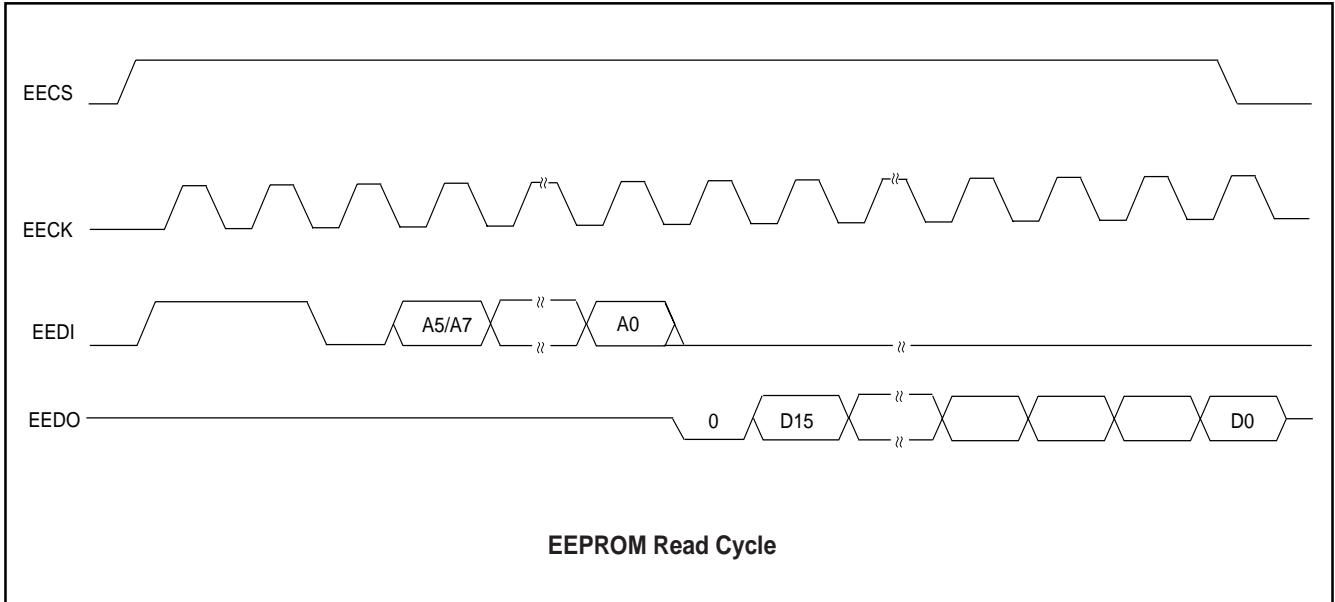 EECS
EECK
EEDI
A5/A7
A0
EEDO
0
D15
D0
EEPROM Read Cycle